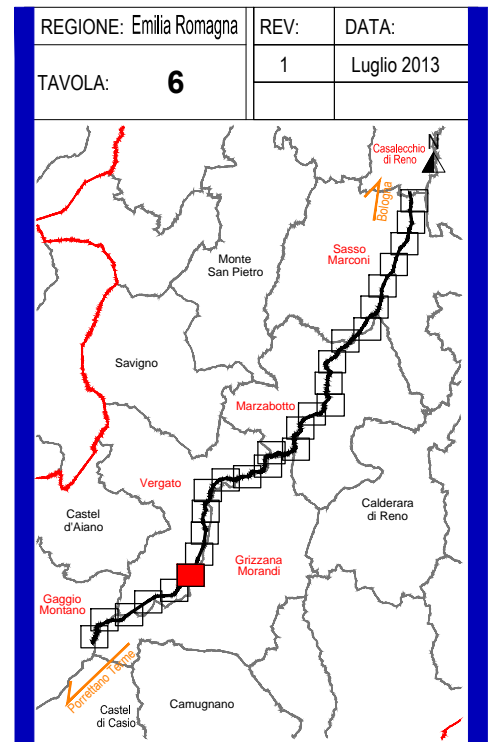 REGIONE: Emilia Romagna
REV:
DATA:
TAVOLA: 6
1
Luglio 2013
Casalecchio
di Reno
N
Bologna
Sasso
Marconi
Monte
San Pietro
Savigno
Marzabotto
Vergato
Castel
d'Aiano
Calderara
di Reno
Grizzana
Morandi
Gaggio
Montano
Porrettano Terme
Castel
di Casio
Camugnano